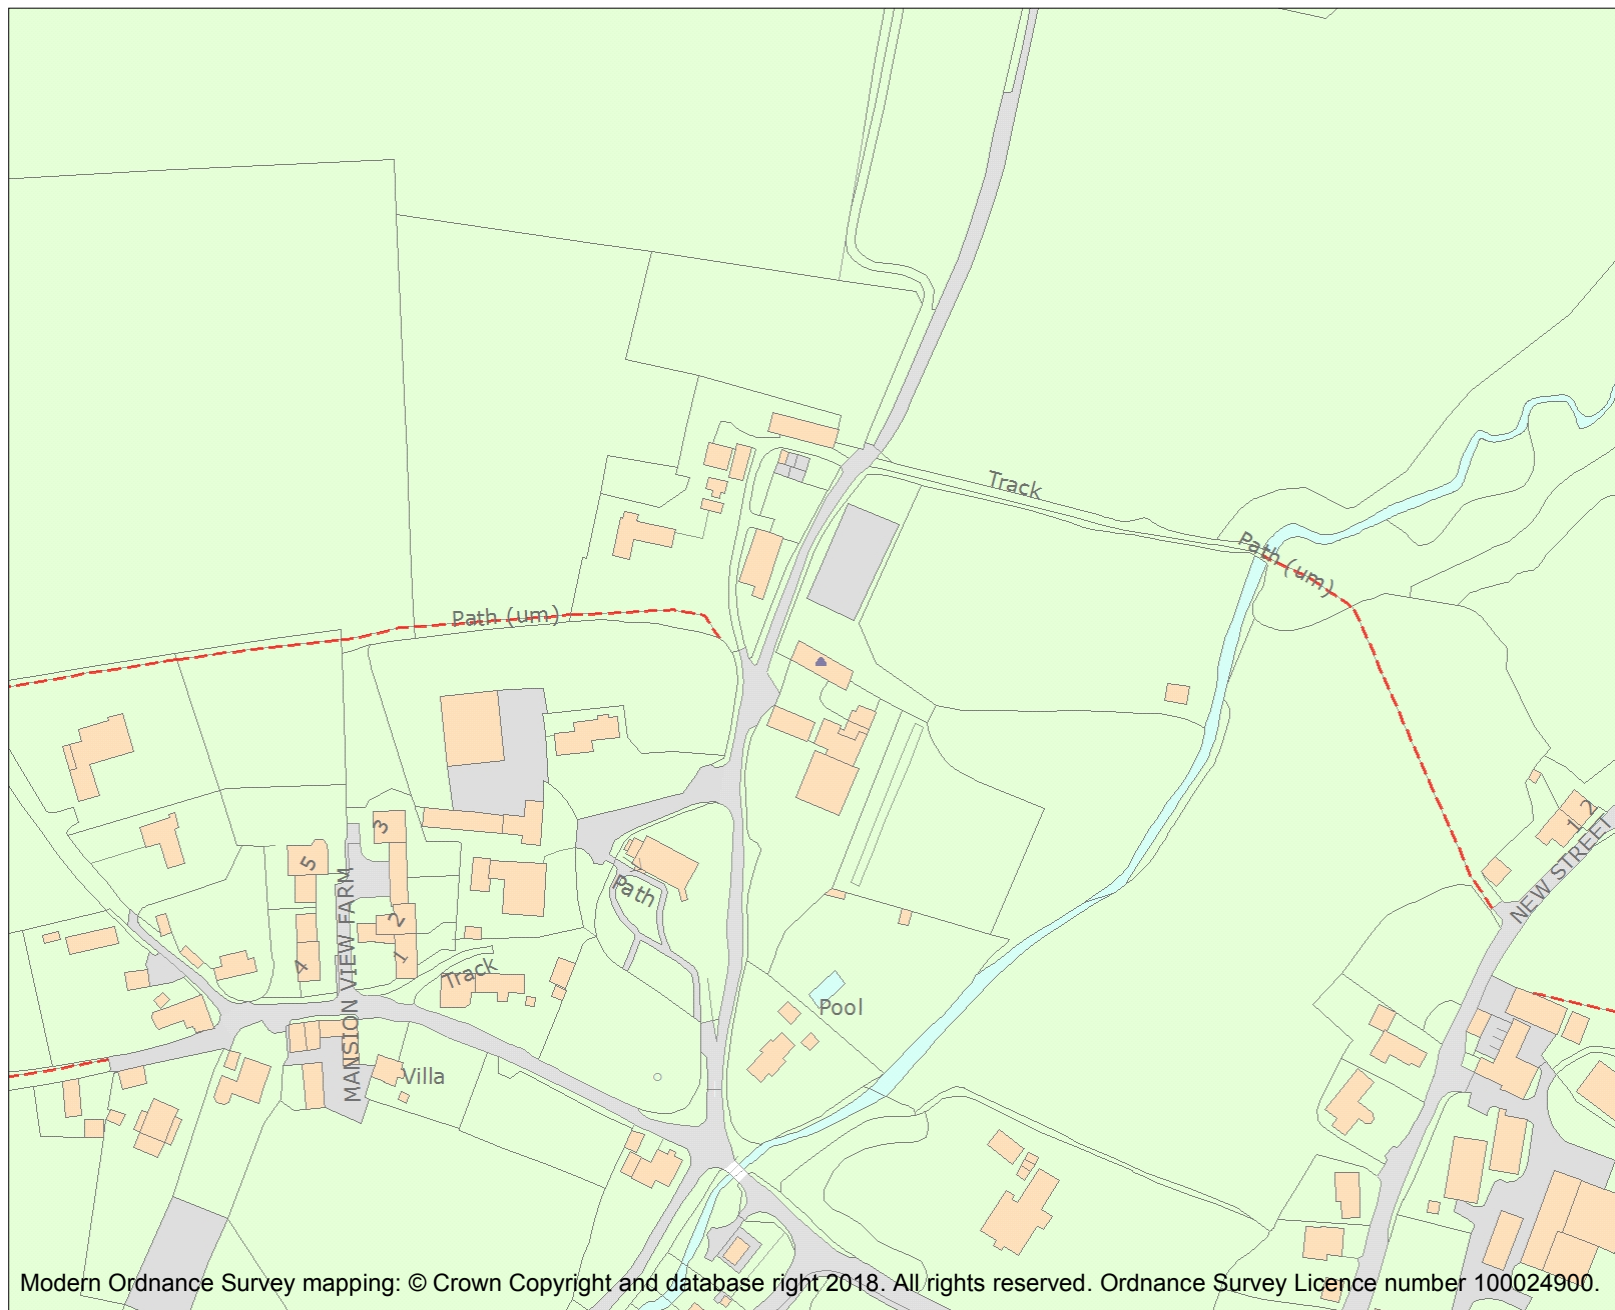 Track
Path (um)
Path (um)
2
1
NEW STREET
3
5
Path
2
1
4
MANSION VIEW FARM
Track
Pool
Villa
Modern Ordnance Survey mapping: © Crown Copyright and database right 2018. All rights reserved. Ordnance Survey Licence number 100024900.